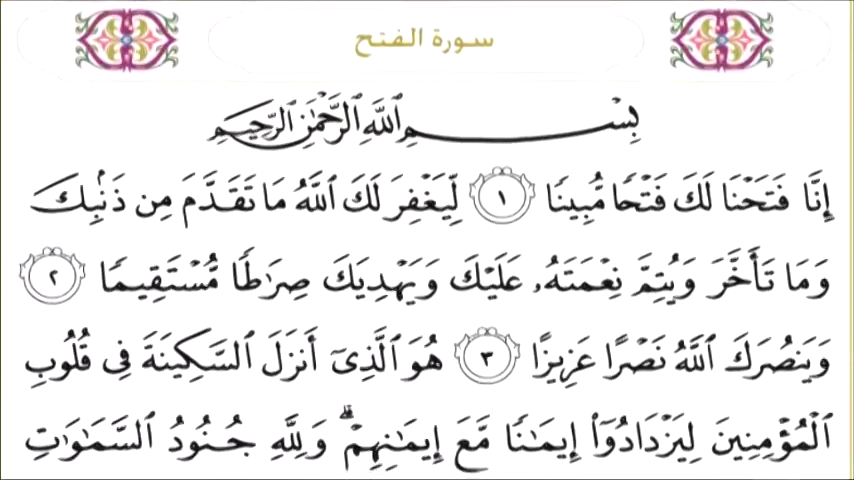 سورة الفتح
بِسْمِ ٱللَّهِ ٱلرَّحْمَٰنِ ٱلرَّحِيمِ
إِنَّا فَتَحْنَا لَكَ فَتْحًا مُّبِينًا ١ لِّيَغْفِرَ لَكَ ٱللَّهُ مَا تَقَدَّمَ مِن ذَنۢبِكَ
وَمَا تَأَخَّرَ وَيُتِمَّ نِعْمَتَهُۥ عَلَيْكَ وَيَهْدِيَكَ صِرَٰطًا مُّسْتَقِيمًا ٢
وَيَنصُرَكَ ٱللَّهُ نَصْرًا عَزِيزًا ٣ هُوَ ٱلَّذِىٓ أَنزَلَ ٱلسَّكِينَةَ فِى قُلُوبِ
ٱلْمُؤْمِنِينَ لِيَزْدَادُوٓا۟ إِيمَٰنًا مَّعَ إِيمَٰنِهِمْ ۗ وَلِلَّهِ جُنُودُ ٱلسَّمَٰوَٰتِ